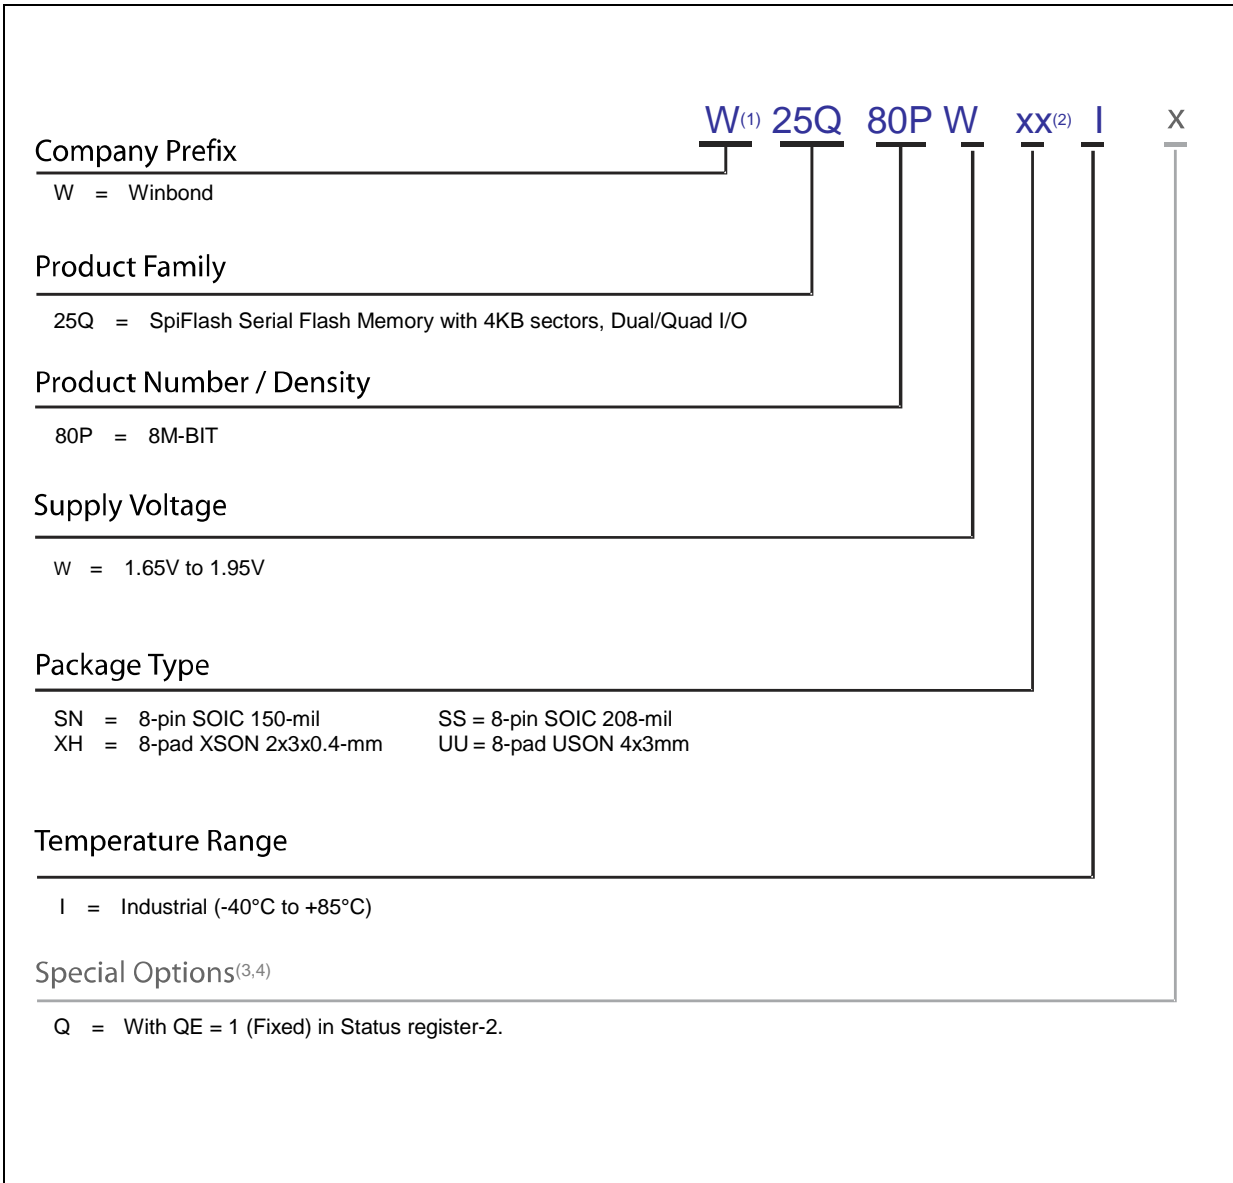 W(1) 25Q 80P W xx(2) I x
Company Prefix
W = Winbond
Product Family
25Q = SpiFlash Serial Flash Memory with 4KB sectors, Dual/Quad I/O
Product Number / Density
80P = 8M-BIT
Supply Voltage
W = 1.65V to 1.95V
Package Type
SN = 8-pin SOIC 150-mil SS = 8-pin SOIC 208-mil
XH = 8-pad XSON 2x3x0.4-mm UU = 8-pad USON 4x3mm
Temperature Range
I = Industrial (-40°C to +85°C)
Special Options(3,4)
Q = With QE = 1 (Fixed) in Status register-2.